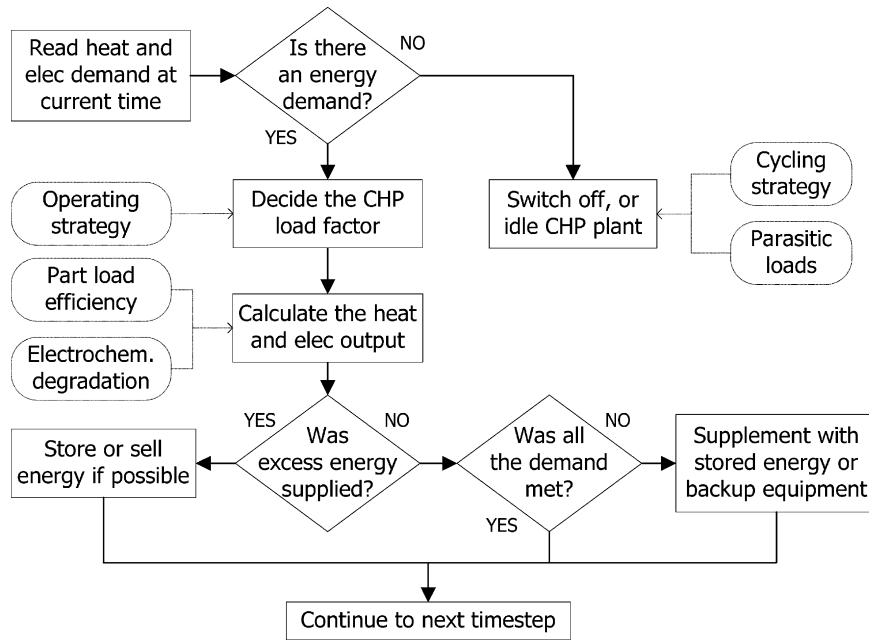 Read heat and
elec demand at
current time
Is there
an energy
demand?
NO
YES
Operating
strategy
Decide the CHP
load factor
Switch off, or
idle CHP plant
Cycling
strategy
Parasitic
loads
Part load
efficiency
Electrochem.
degradation
Calculate the heat
and elec output
YES
NO
Was
excess energy
supplied?
Store or sell
energy if possible
Was all
the demand
met?
NO
YES
Supplement with
stored energy or
backup equipment
Continue to next timestep